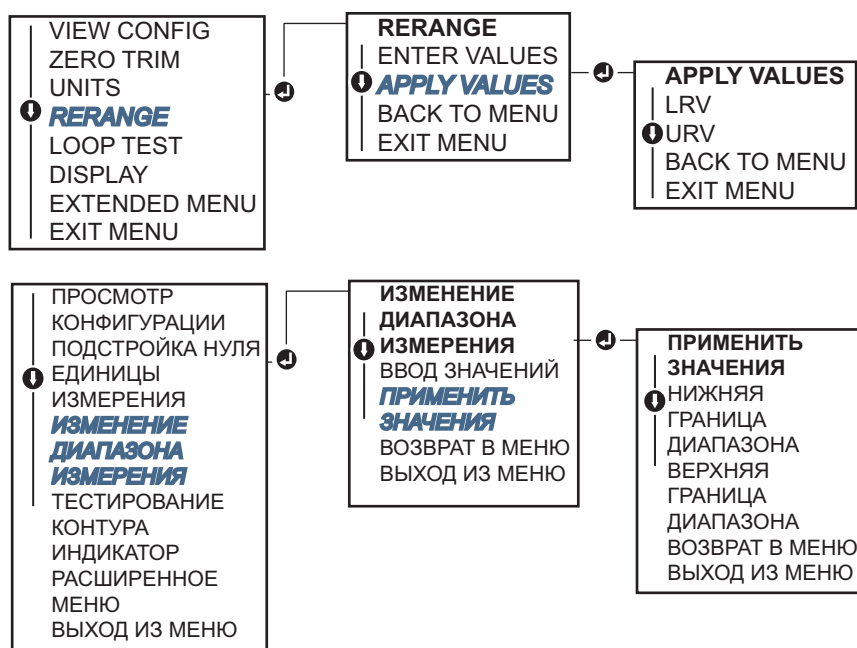 VIEW CONFIG
ZERO TRIM
UNITS
RERANGE
LOOP TEST
DISPLAY
EXTENDED MENU
EXIT MENU
RERANGE
ENTER VALUES
APPLY VALUES
BACK TO MENU
EXIT MENU
APPLY VALUES
LRV
URV
BACK TO MENU
EXIT MENU
ПРОСМОТР
КОНФИГУРАЦИИ
ПОДСТРОЙКА НУЛЯ
ЕДИНИЦЫ
ИЗМЕРЕНИЯ
ИЗМЕНЕНИЕ
ДИАПАЗОНА
ИЗМЕРЕНИЯ
ТЕСТИРОВАНИЕ
КОНТУРА
ИНДИКАТОР
РАСШИРЕННОЕ
МЕНЮ
ВЫХОД ИЗ МЕНЮ
ИЗМЕНЕНИЕ
ДИАПАЗОНА
ИЗМЕРЕНИЯ
ВВОД ЗНАЧЕНИЙ
ПРИМЕНИТЬ
ЗНАЧЕНИЯ
ВОЗВРАТ В МЕНЮ
ВЫХОД ИЗ МЕНЮ
ПРИМЕНИТЬ
ЗНАЧЕНИЯ
НИЖНЯЯ
ГРАНИЦА
ДИАПАЗОНА
ВЕРХНЯЯ
ГРАНИЦА
ДИАПАЗОНА
ВОЗВРАТ В МЕНЮ
ВЫХОД ИЗ МЕНЮ